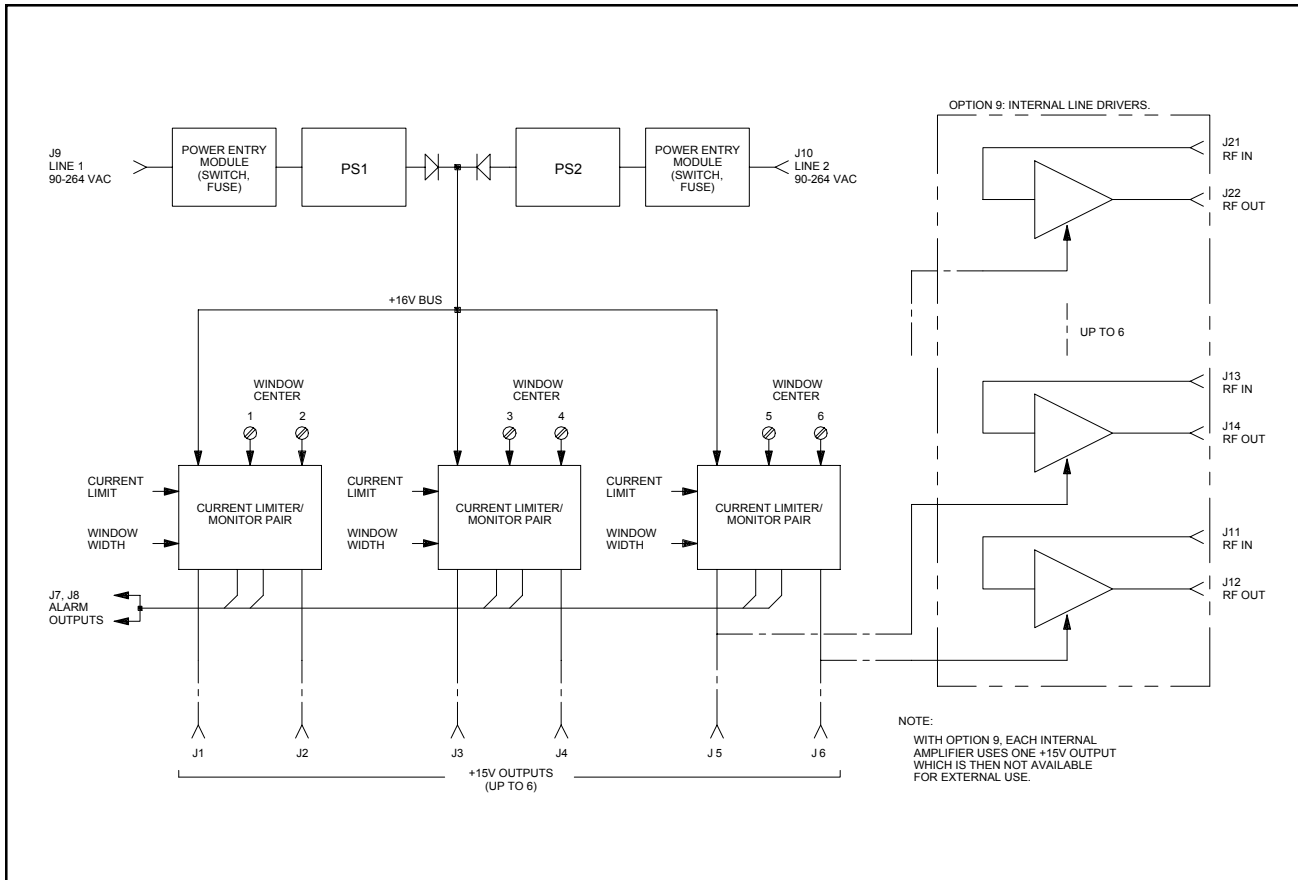 OPTION 9: INTERNAL LINE DRIVERS.
J9
LINE 1
90-264 VAC
POWER ENTRY
MODULE
(SWITCH,
FUSE)
PS1
PS2
POWER ENTRY
MODULE
(SWITCH,
FUSE)
J10
LINE 2
90-264 VAC
J21
RF IN
J22
RF OUT
+16V BUS
UP TO 6
WINDOW
CENTER
1 2
WINDOW
CENTER
3 4
WINDOW
CENTER
5 6
J13
RF IN
J14
RF OUT
CURRENT
LIMIT
WINDOW
WIDTH
CURRENT LIMITER/
MONITOR PAIR
CURRENT
LIMIT
WINDOW
WIDTH
CURRENT LIMITER/
MONITOR PAIR
CURRENT
LIMIT
WINDOW
WIDTH
CURRENT LIMITER/
MONITOR PAIR
J11
RF IN
J12
RF OUT
J7, J8
ALARM
OUTPUTS
J1
J2
J3
J4
J 5
J 6
+15V OUTPUTS
(UP TO 6)
NOTE:
WITH OPTION 9, EACH INTERNAL
AMPLIFIER USES ONE +15V OUTPUT
WHICH IS THEN NOT AVAILABLE
FOR EXTERNAL USE.